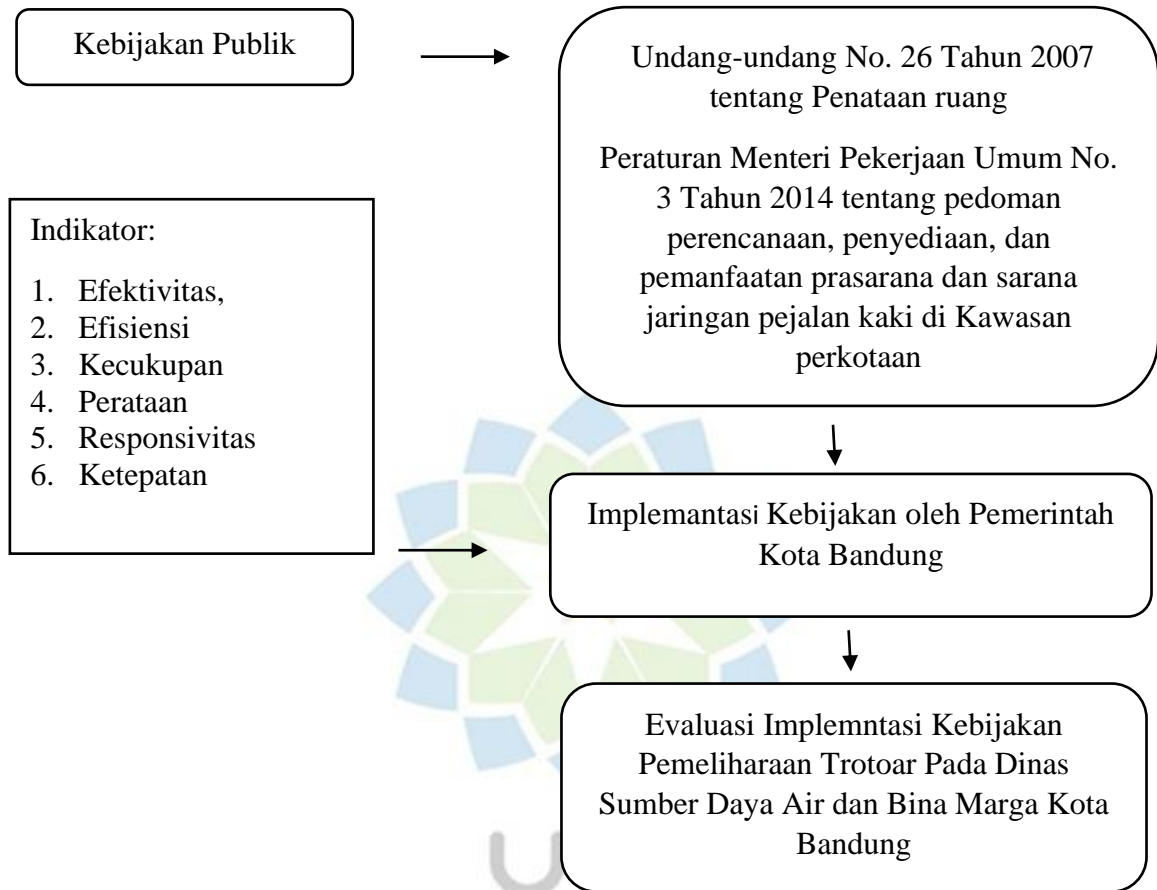 Kebijakan Publik
Undang-undang No. 26 Tahun 2007
tentang Penataan ruang
Peraturan Menteri Pekerjaan Umum No.
3 Tahun 2014 tentang pedoman
perencanaan, penyediaan, dan
pemanfaatan prasarana dan sarana
jaringan pejalan kaki di Kawasan
perkotaan
Indikator:
1. Efektivitas,
2. Efisiensi
3. Kecukupan
4. Perataan
5. Responsivitas
6. Ketepatan
Implemantasi Kebijakan oleh Pemerintah
Kota Bandung
Evaluasi Implemntasi Kebijakan
Pemeliharaan Trotoar Pada Dinas
Sumber Daya Air dan Bina Marga Kota
Bandung